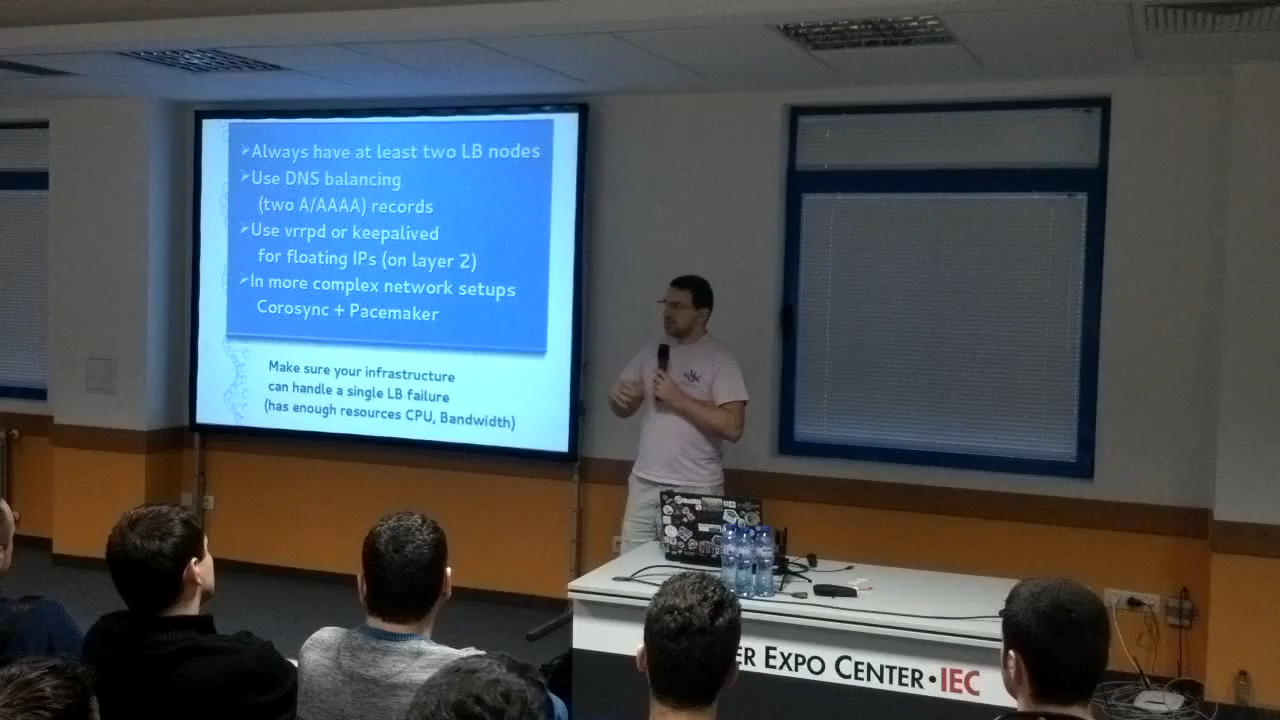 ➢Always have at least two LB nodes
➢Use DNS balancing
(two A/AAAA) records
➢Use vrrpd or keepalived
for floating IPs (on layer 2)
➢In more complex network setups
Corosync + Pacemaker
Make sure your infrastructure
can handle a single LB failure
(has enough resources CPU, Bandwidth)
ER EXPO CENTER • IEC